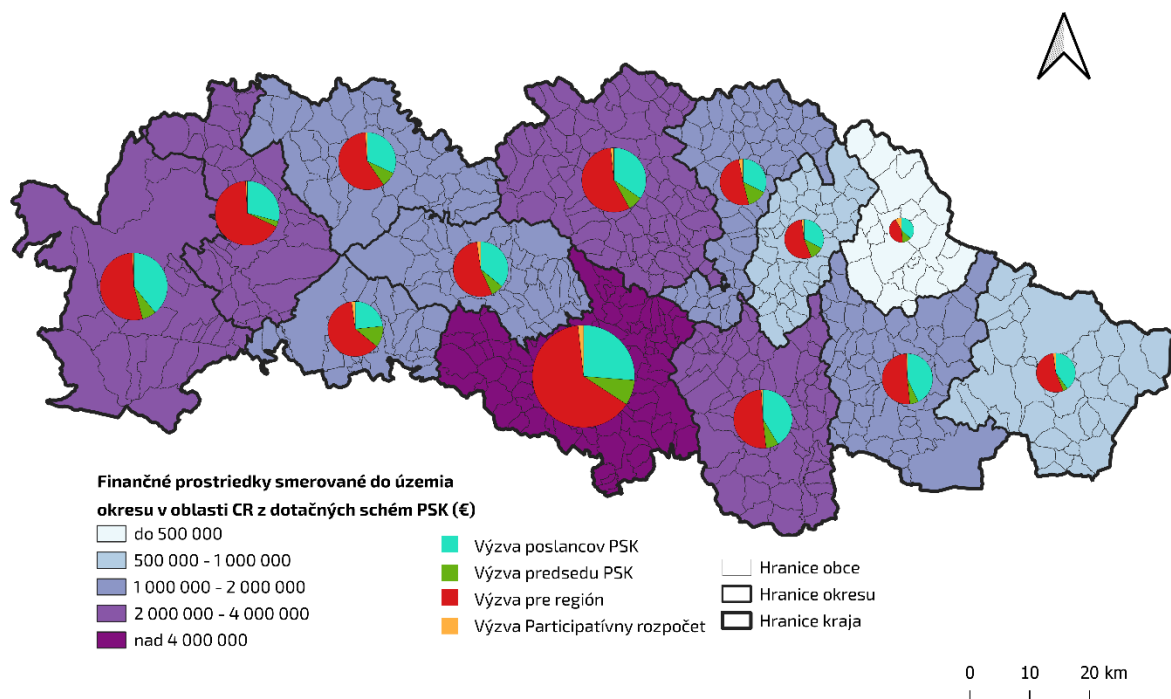 Finančné prostriedky smerované do územia
okresu v oblasti CR z dotačných schém PSK (€)
do 500 000
500 000 - 1 000 000
1 000 000 - 2 000 000
2 000 000 - 4 000 000
nad 4 000 000
Výzva poslancov PSK
Výzva predsedu PSK
Výzva pre región
Výzva Participatívny rozpočet
Hranice obce
Hranice okresu
Hranice kraja
0 10 20 km